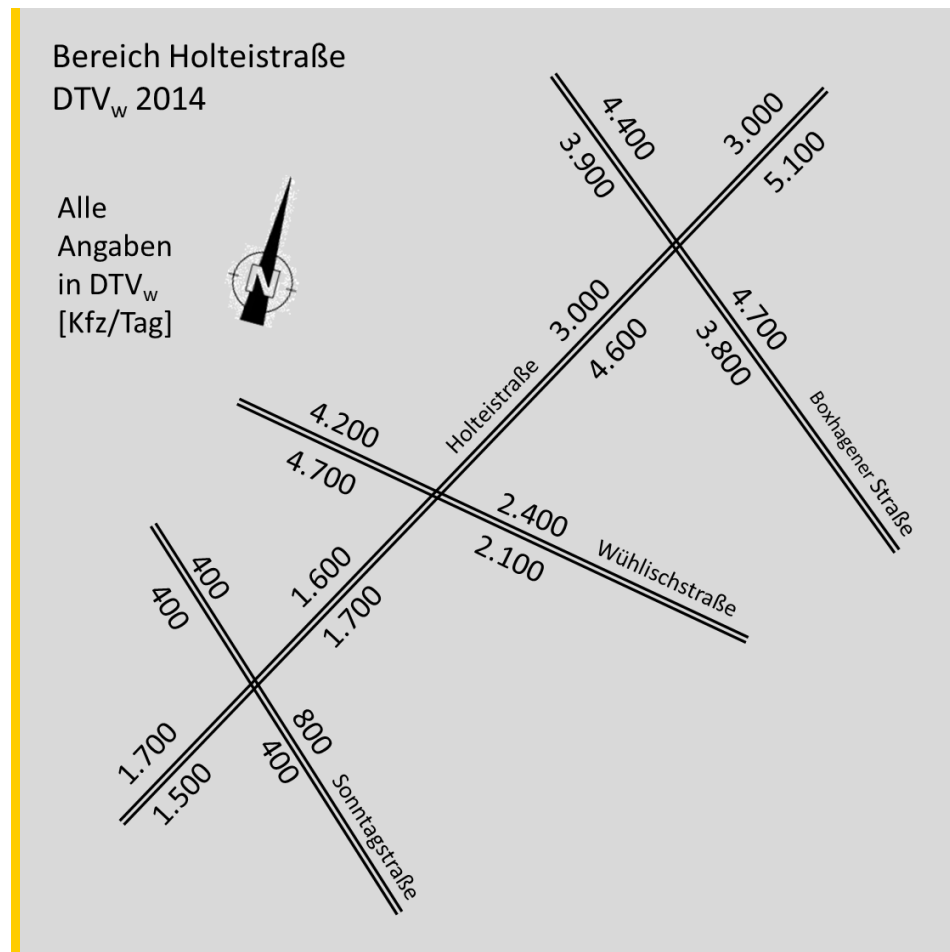 Bereich Holteistraße
DTVw 2014
Alle
Angaben
in DTVw
[Kfz/Tag]
N
4.400
3.900
3.000
5.100
3.000
4.600
4.700
3.800
Boxhagener Straße
Holteistraße
4.200
4.700
2.400
2.100
Wühlischstraße
400
400
1.600
1.700
1.700
1.500
800
400
Sonntagstraße